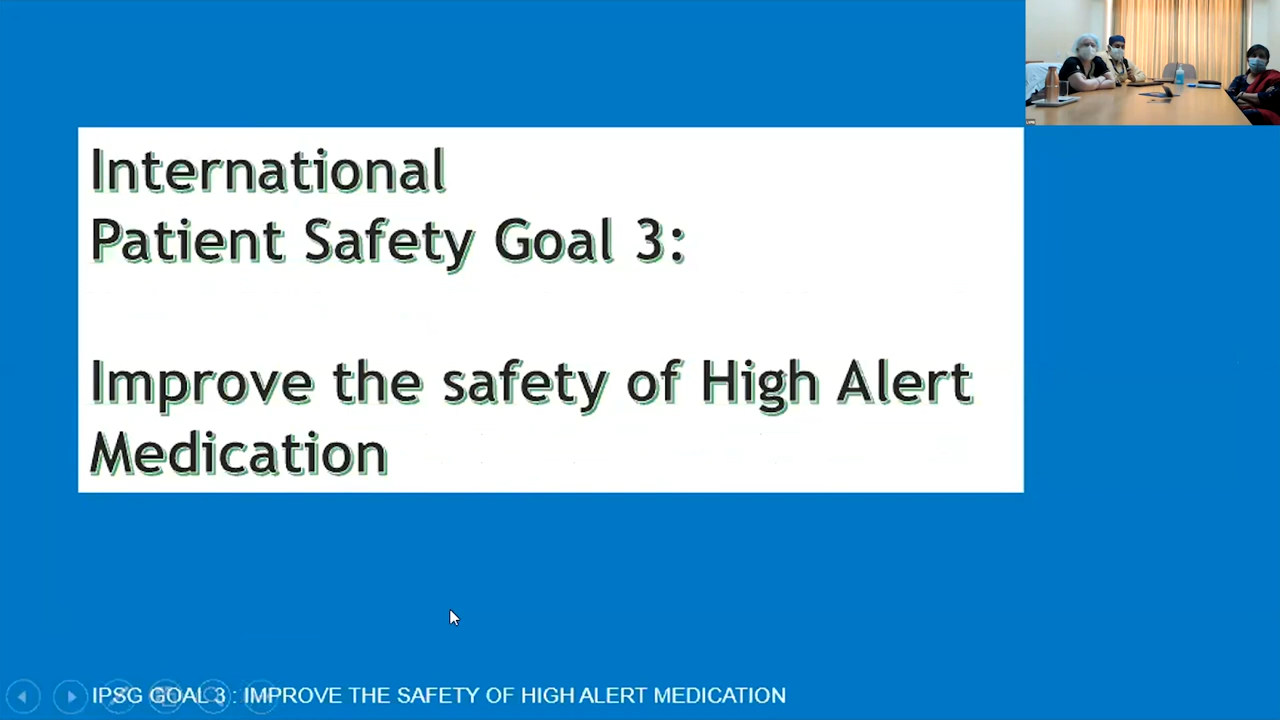 International
Patient Safety Goal 3:
Improve the safety of High Alert
Medication
IPSG GOAL 3 : IMPROVE THE SAFETY OF HIGH ALERT MEDICATION